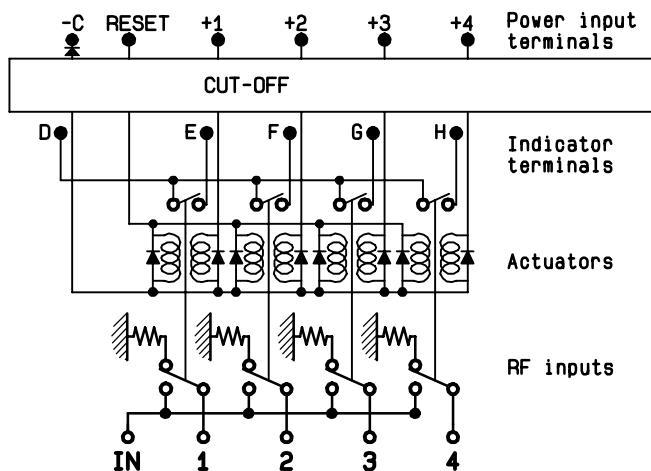 -C RESET +1 +2 +3 +4 Power input
terminals
CUT-OFF
D E F G H Indicator
terminals
Actuators
RF inputs
IN 1 2 3 4